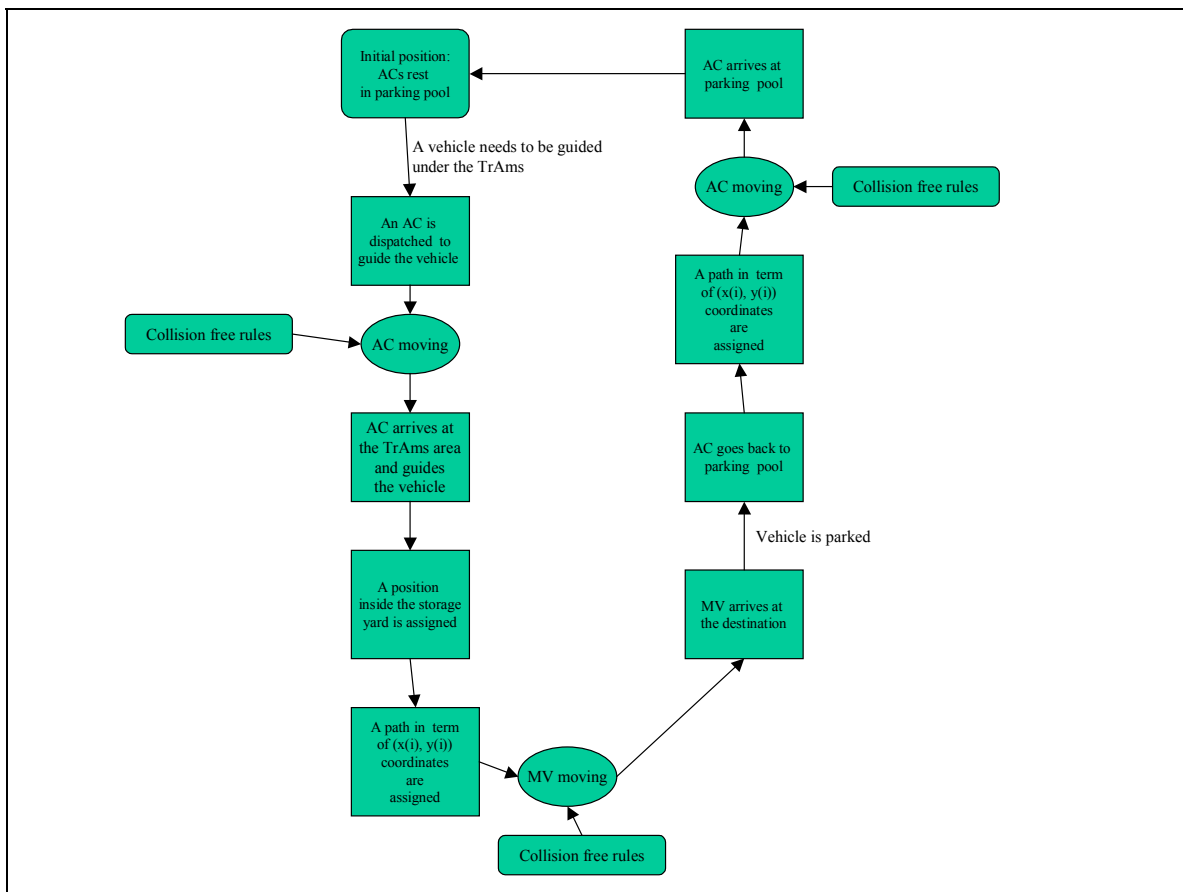 Initial position:
ACs rest
in parking pool
A vehicle needs to be guided
under the TrAms
An AC is
dispatched to
guide the vehicle
Collision free rules
AC moving
AC arrives at
the TrAms area
and guides
the vehicle
A position
inside the storage
yard is assigned
A path in term
of (x(i), y(i))
coordinates
are
assigned
MV moving
Collision free rules
MV arrives at
the destination
Vehicle is parked
AC goes back to
parking pool
A path in term
of (x(i), y(i))
coordinates
are
assigned
AC moving
Collision free rules
AC arrives at
parking pool